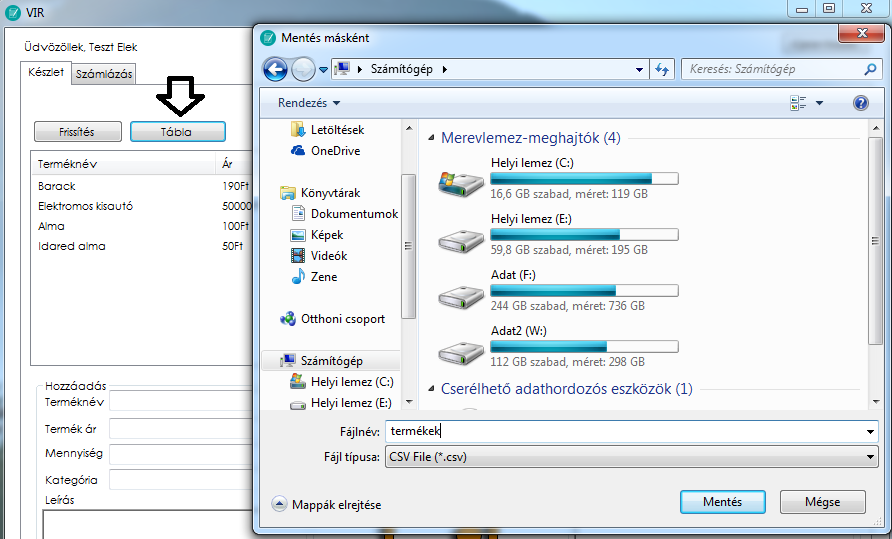 VIR
Üdvözöllek, Teszt Elek
Készlet
Számlázás
Frissítés
Tábla
Terméknév
Ár
Barack
190Ft
Elektromos kisautó
50000
Alma
100Ft
Idared alma
50Ft
Hozzáadás
Terméknév
Termék ár
Mennyiség
Kategória
Leírás
Mentés másként
Számítógép
Keresés: Számítógép
Rendezés
Letöltések
OneDrive
Könyvtárak
Dokumentumok
Képek
Videók
Zene
Otthoni csoport
Számítógép
Helyi lemez (C:)
Helyi lemez (E:)
Merevlemez-meghajtók (4)
Helyi lemez (C:)
16,6 GB szabad, méret: 119 GB
Helyi lemez (E:)
59,8 GB szabad, méret: 195 GB
Adat (F:)
244 GB szabad, méret: 736 GB
Adat2 (W:)
112 GB szabad, méret: 298 GB
Cserélhető adathordozós eszközök (1)
Fájlnév:
termékek
Fájl típusa:
CSV File (*.csv)
Mappák elrejtése
Mentés
Mégse